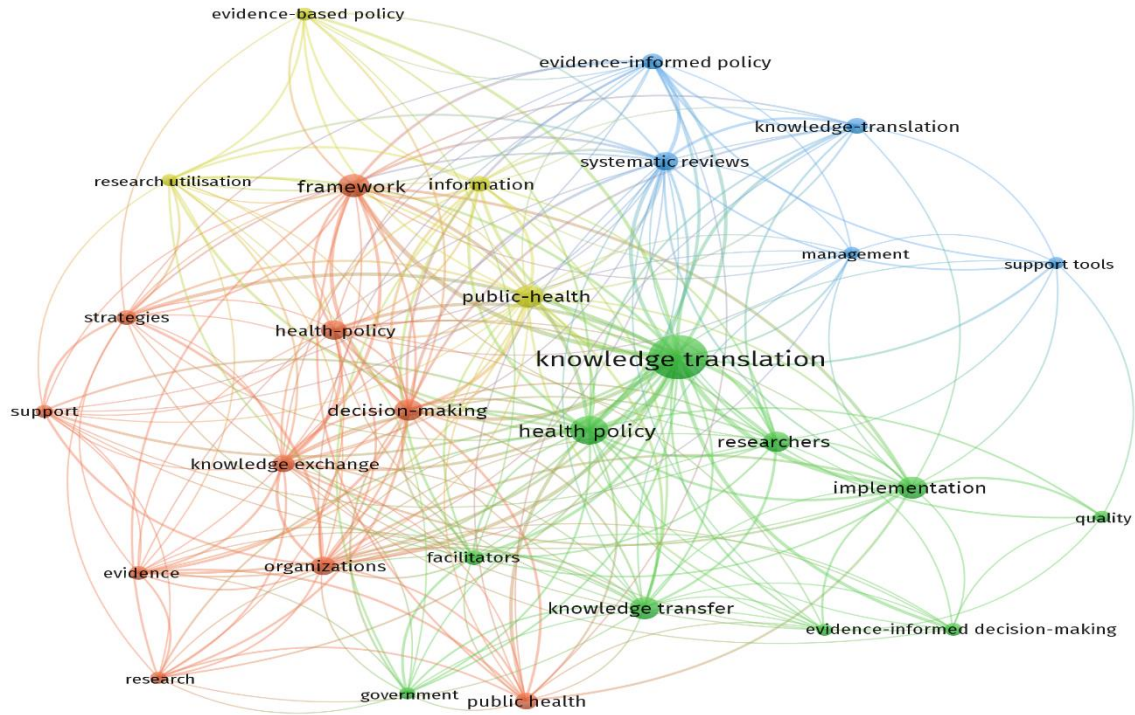 evidence-based policy
evidence-informed policy
knowledge-translation
systematic reviews
research utilisation
framework
information
management
support tools
public-health
strategies
health-policy
knowledge translation
support
decision-making
health policy
researchers
knowledge exchange
implementation
quality
facilitators
organizations
evidence
knowledge transfer
evidence-informed decision-making
research
government
public health